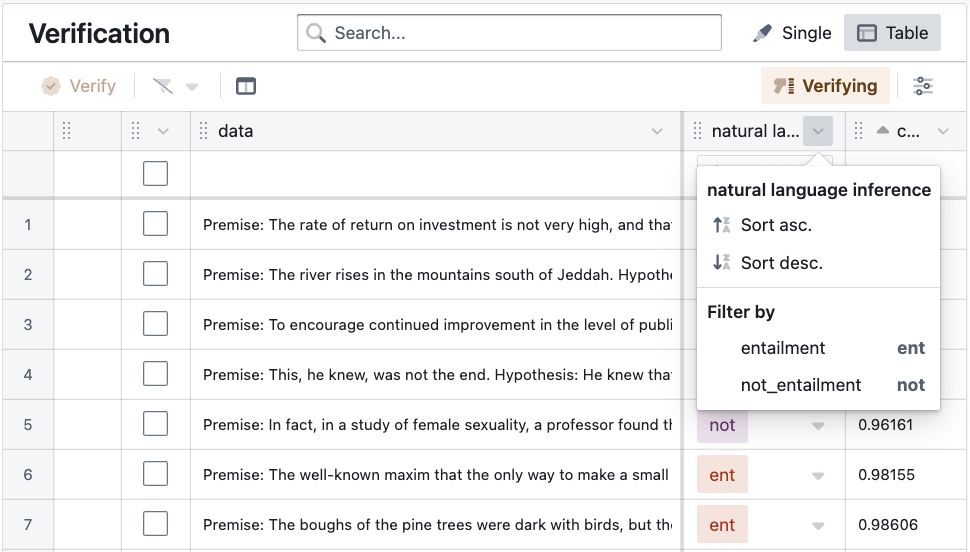 Verification
Search...
Single
Table
Verify
Verifying
data
natural la...
c...
natural language inference
Sort asc.
Sort desc.
Filter by
entailment ent
not_entailment not
1 Premise: The rate of return on investment is not very high, and tha
2 Premise: The river rises in the mountains south of Jeddah. Hypothe
3 Premise: To encourage continued improvement in the level of publi
4 Premise: This, he knew, was not the end. Hypothesis: He knew tha
5 Premise: In fact, in a study of female sexuality, a professor found th not 0.96161
6 Premise: The well-known maxim that the only way to make a small ent 0.98155
7 Premise: The boughs of the pine trees were dark with birds, but the ent 0.98606